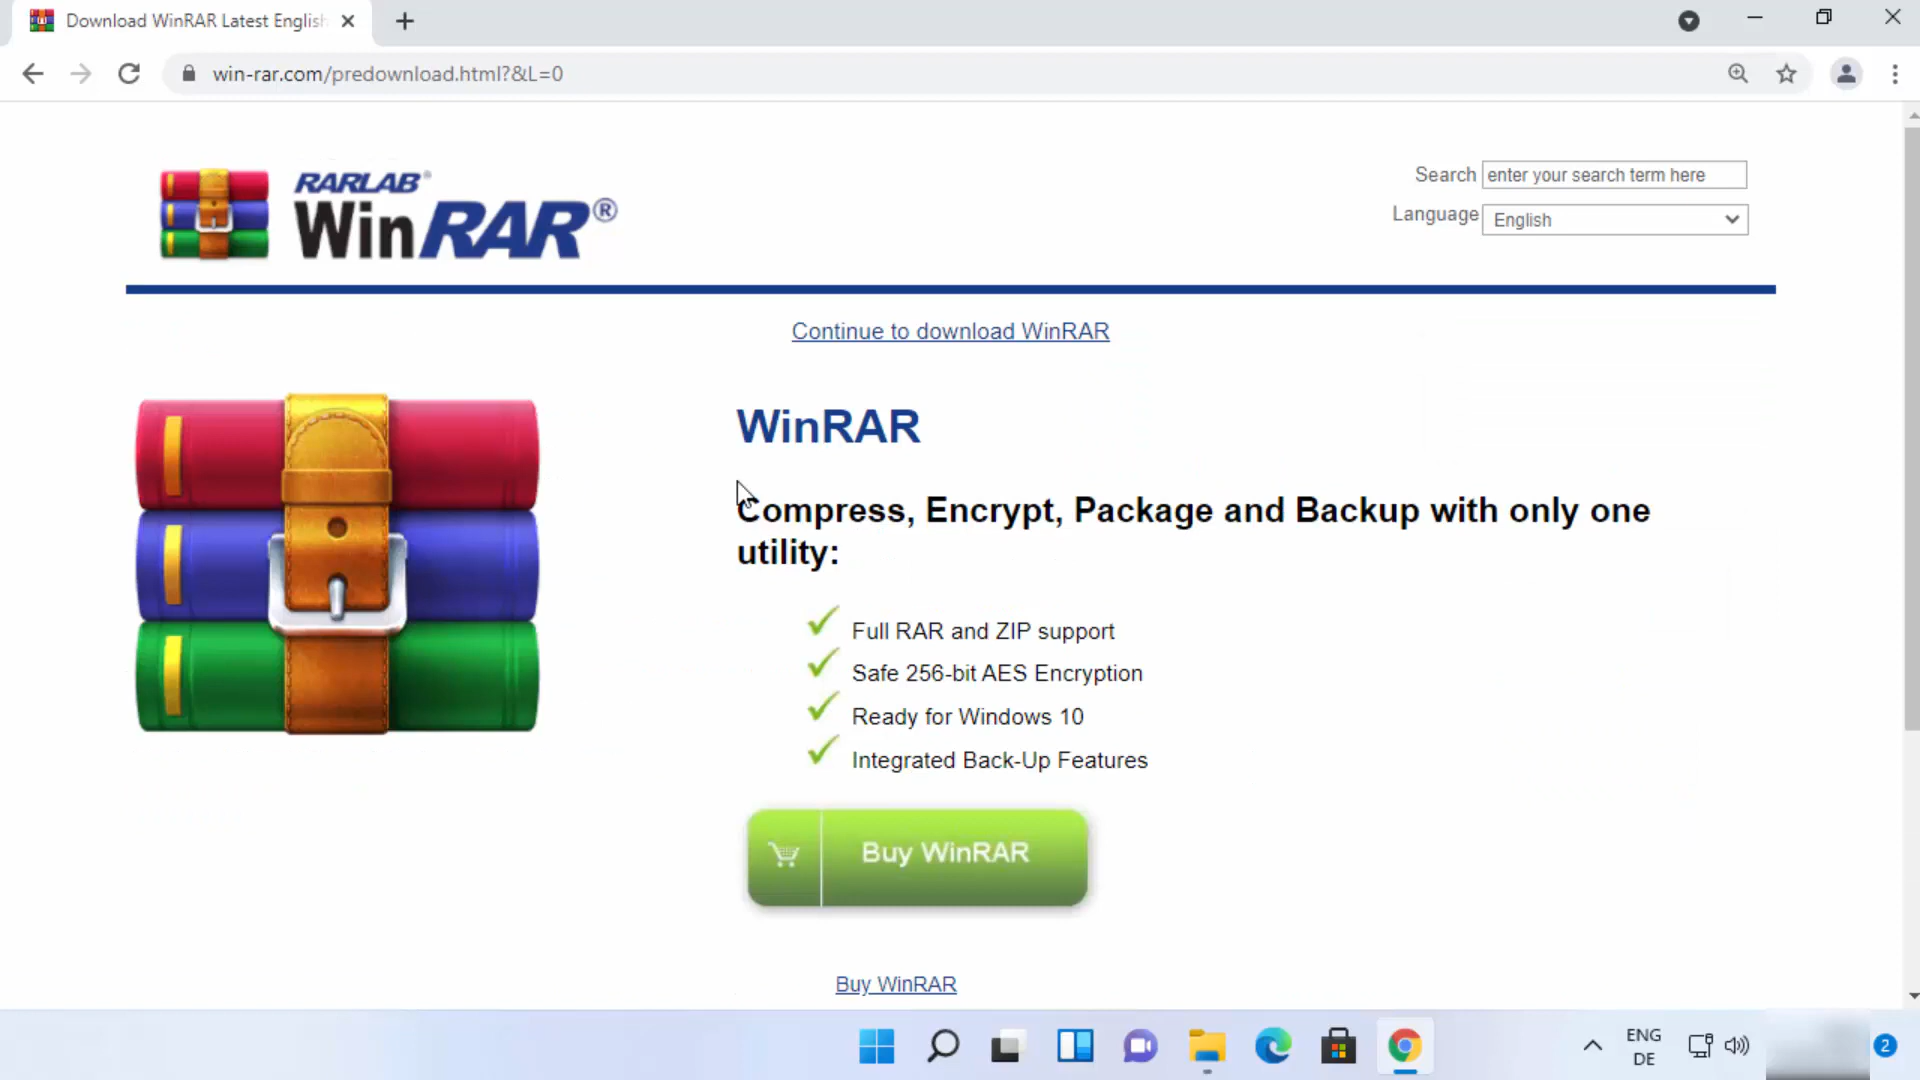 Download WinRAR Latest English
win-rar.com/predownload.html?&L=0
RARLAB®
WinRAR®
Search enter your search term here
Language English
Continue to download WinRAR
WinRAR
Compress, Encrypt, Package and Backup with only one
utility:
Full RAR and ZIP support
Safe 256-bit AES Encryption
Ready for Windows 10
Integrated Back-Up Features
Buy WinRAR
Buy WinRAR
ENG
DE
2